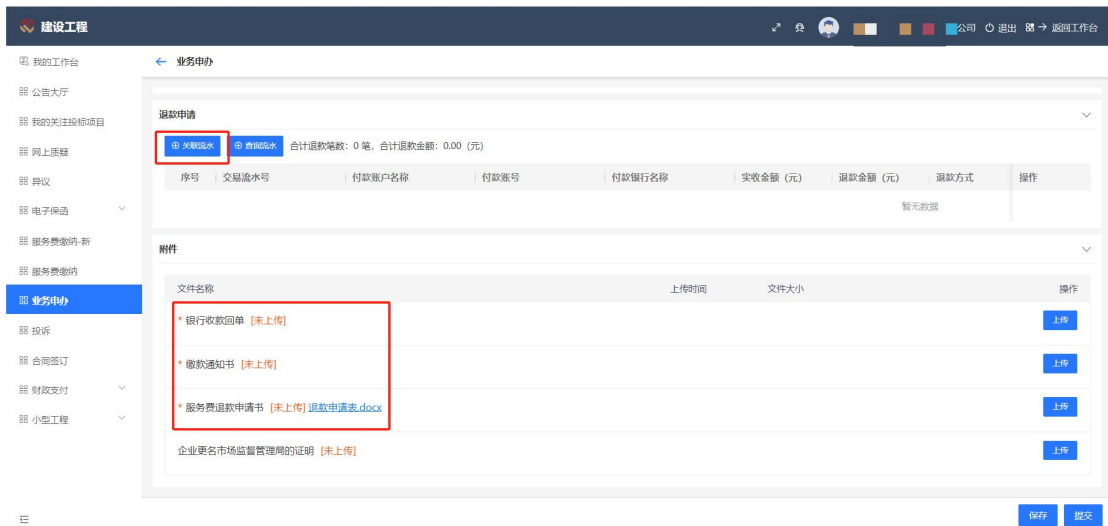 建设工程
公司 退出 返回工作台
我的工作台
业务申办
公告大厅
我的关注投标项目
网上质疑
异议
电子保函
服务费缴纳-新
服务费缴纳
业务申办
投诉
合同签订
财政支付
小型工程
退款申请
关联流水 查询流水 合计退款笔数：0 笔，合计退款金额：0.00 （元）
序号 交易流水号 付款账户名称 付款账号 付款银行名称 实收金额（元） 退款金额（元） 退款方式 操作
暂无数据
附件
文件名称 上传时间 文件大小 操作
* 银行收款回单 [未上传] 上传
* 缴款通知书 [未上传] 上传
* 服务费退款申请书 [未上传] 退款申请表.docx 上传
企业更名市场监督管理局的证明 [未上传] 上传
保存 提交